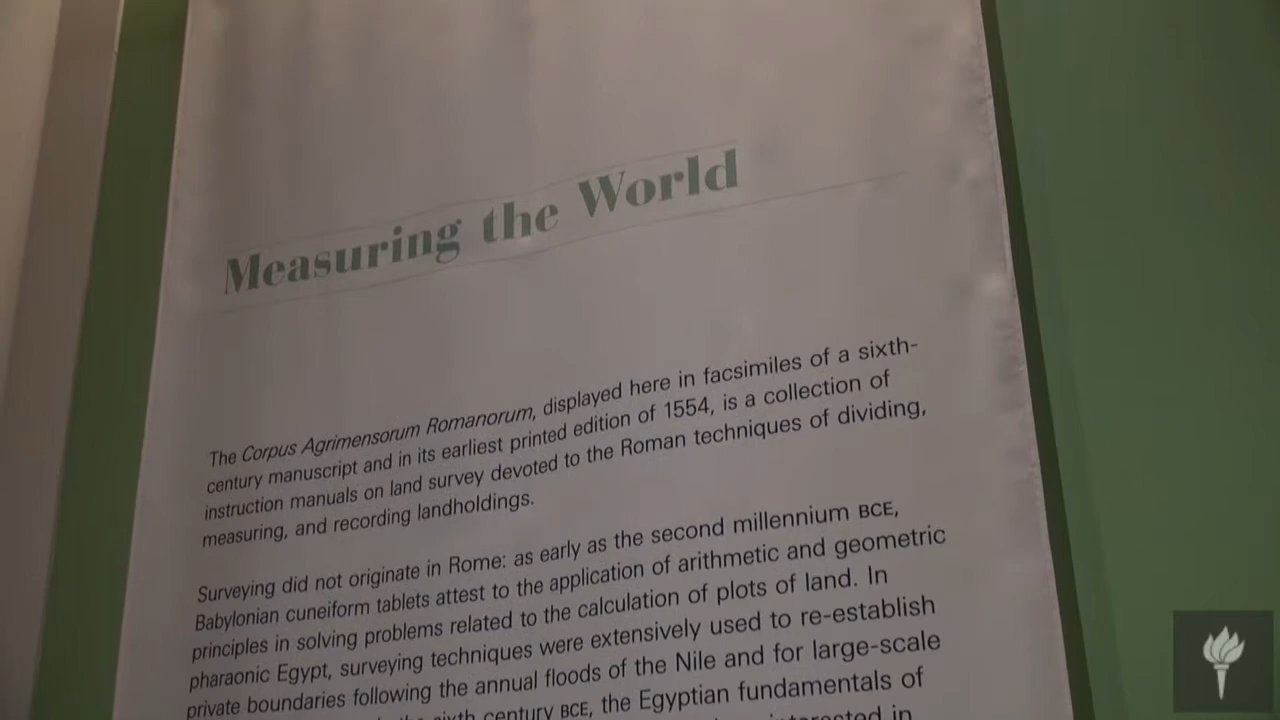 Measuring the World
The Corpus Agrimensorum Romanorum, displayed here in facsimiles of a sixth-
century manuscript and in its earliest printed edition of 1554, is a collection of
instruction manuals on land survey devoted to the Roman techniques of dividing,
measuring, and recording landholdings.
Surveying did not originate in Rome: as early as the second millennium BCE,
Babylonian cuneiform tablets attest to the application of arithmetic and geometric
principles in solving problems related to the calculation of plots of land. In
pharaonic Egypt, surveying techniques were extensively used to re-establish
private boundaries following the annual floods of the Nile and for large-scale
sixth century BCE, the Egyptian fundamentals of
interested in